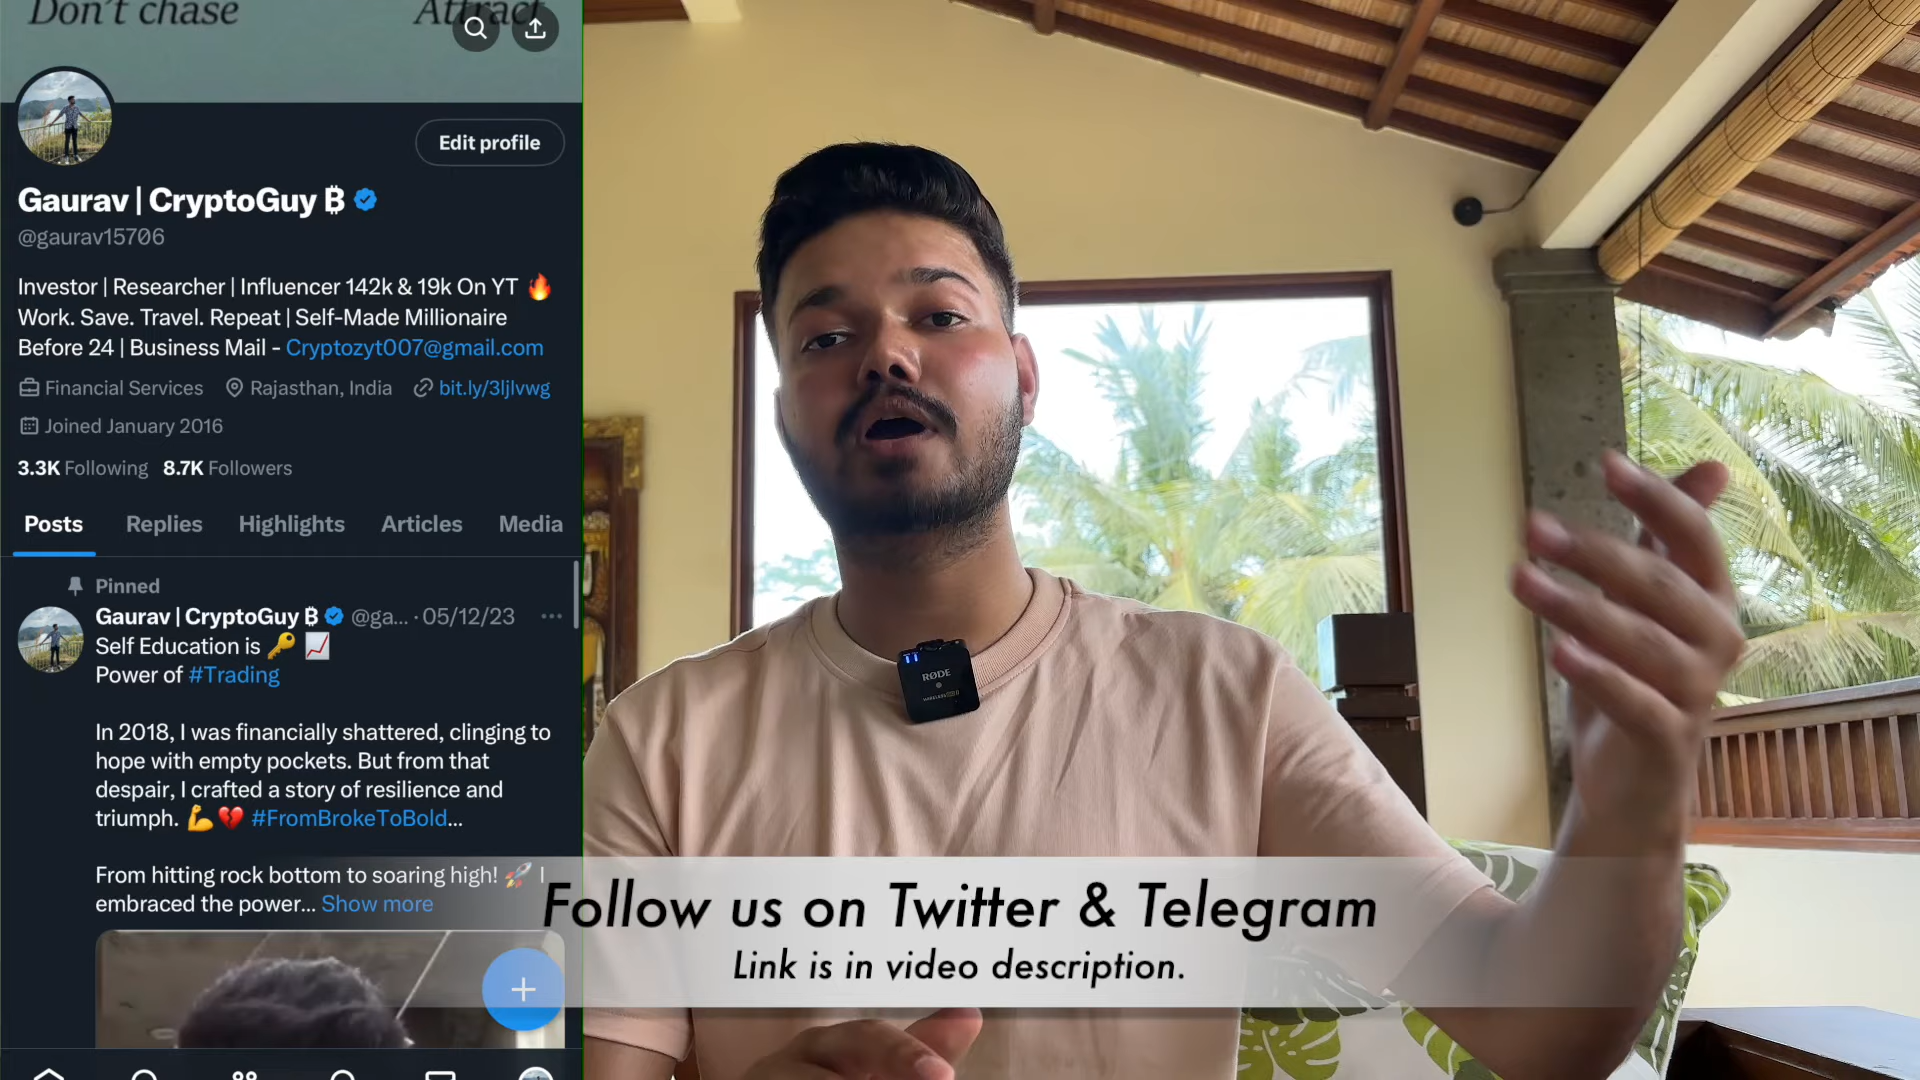 Don't chase Attract
Edit profile
Gaurav | CryptoGuy ₿
@gaurav15706
Investor | Researcher | Influencer 142k & 19k On YT 🔥
Work. Save. Travel. Repeat | Self-Made Millionaire
Before 24 | Business Mail - Cryptozyt007@gmail.com
Financial Services Rajasthan, India bit.ly/3ljlvwg
Joined January 2016
3.3K Following 8.7K Followers
Posts Replies Highlights Articles Media
Pinned
Gaurav | CryptoGuy ₿ @ga... · 05/12/23
Self Education is 🔑 📈
Power of #Trading
In 2018, I was financially shattered, clinging to
hope with empty pockets. But from that
despair, I crafted a story of resilience and
triumph. 💪💔 #FromBrokeToBold...
From hitting rock bottom to soaring high! 🚀 I
embraced the power... Show more
RØDE
Follow us on Twitter & Telegram
Link is in video description.